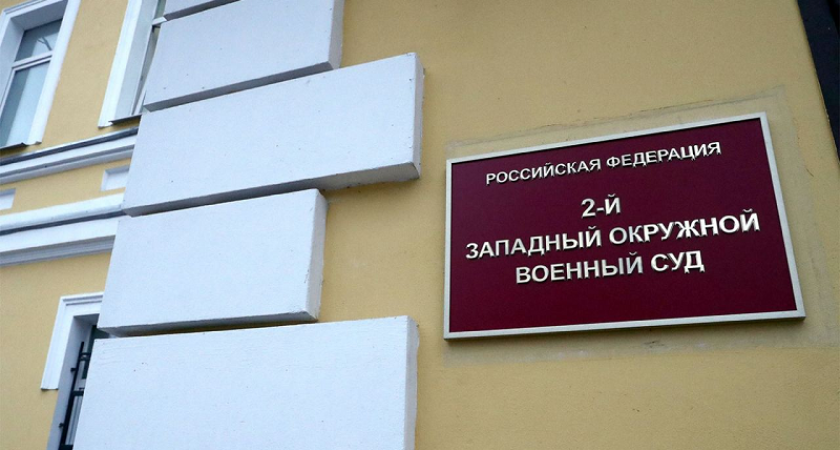 РОССИЙСКАЯ ФЕДЕРАЦИЯ
2-Й
ЗАПАДНЫЙ ОКРУЖНОЙ
ВОЕННЫЙ СУД